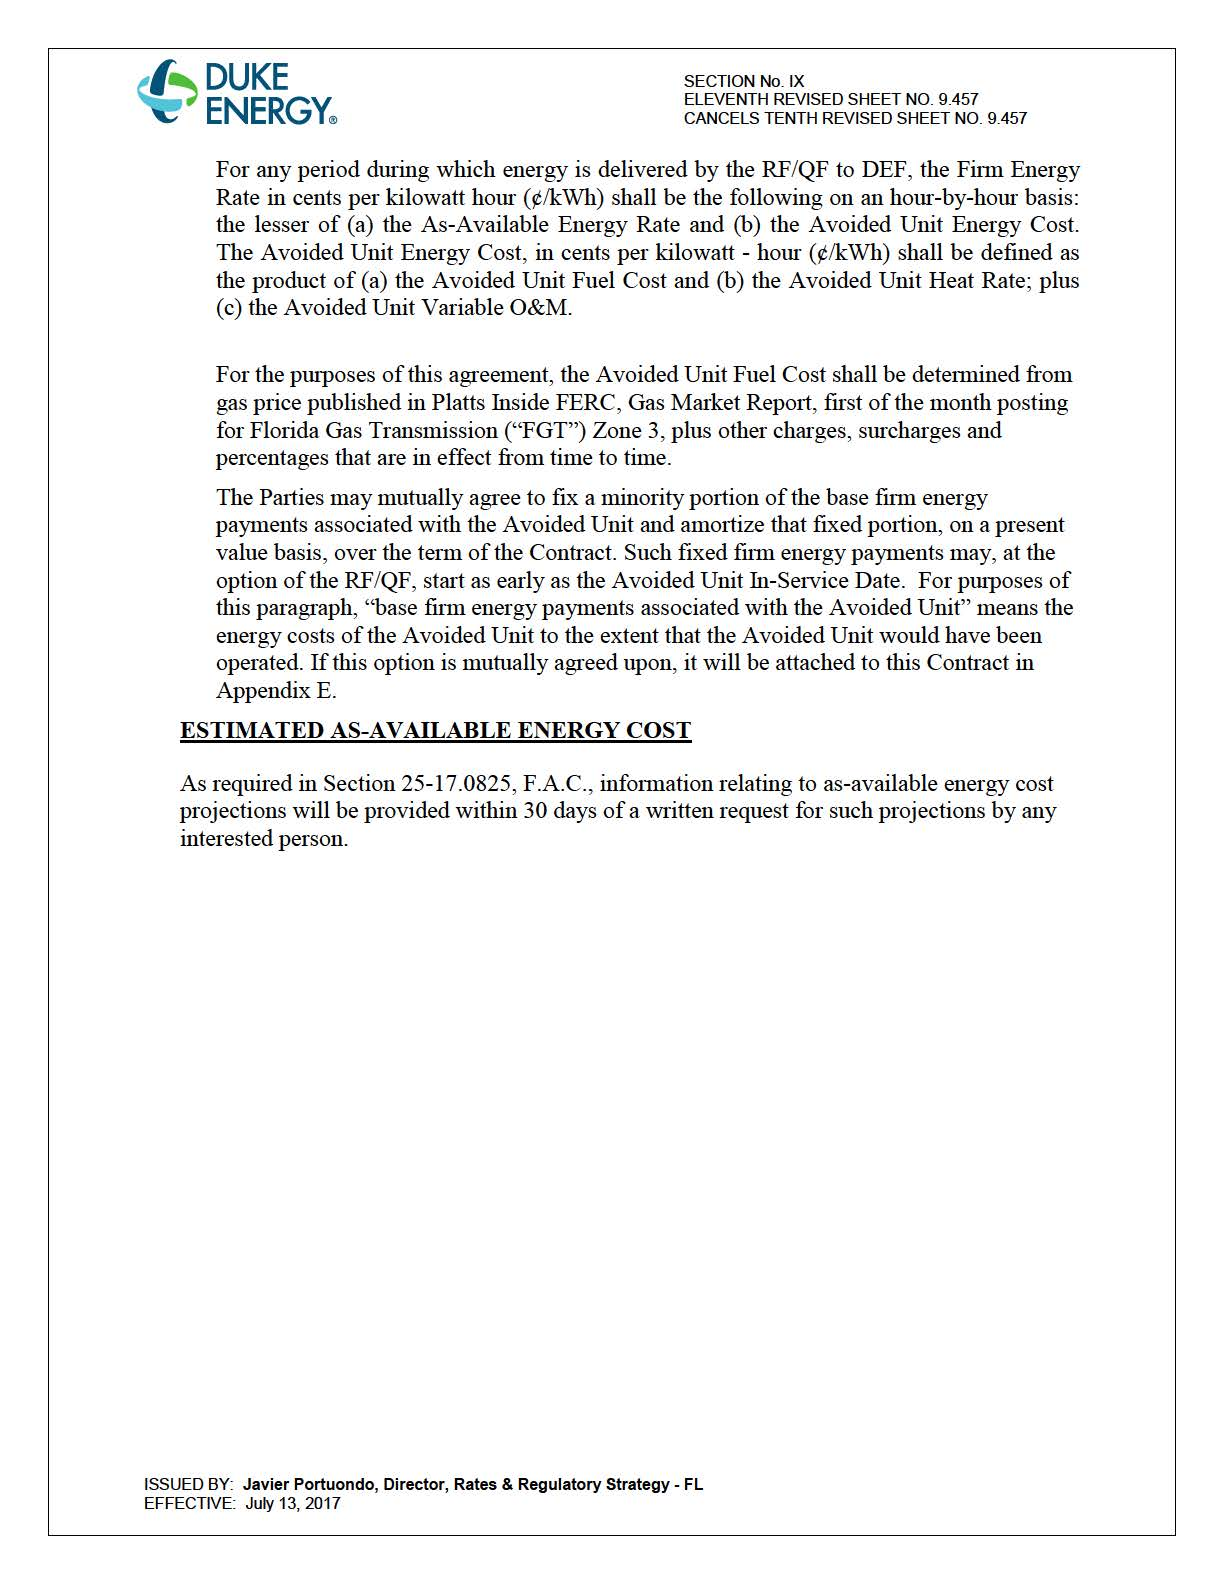 DUKE
ENERGY®
SECTION No. IX
ELEVENTH REVISED SHEET NO. 9.457
CANCELS TENTH REVISED SHEET NO. 9.457
For any period during which energy is delivered by the RF/QF to DEF, the Firm Energy
Rate in cents per kilowatt hour (¢/kWh) shall be the following on an hour-by-hour basis:
the lesser of (a) the As-Available Energy Rate and (b) the Avoided Unit Energy Cost.
The Avoided Unit Energy Cost, in cents per kilowatt - hour (¢/kWh) shall be defined as
the product of (a) the Avoided Unit Fuel Cost and (b) the Avoided Unit Heat Rate; plus
(c) the Avoided Unit Variable O&M.
For the purposes of this agreement, the Avoided Unit Fuel Cost shall be determined from
gas price published in Platts Inside FERC, Gas Market Report, first of the month posting
for Florida Gas Transmission (“FGT”) Zone 3, plus other charges, surcharges and
percentages that are in effect from time to time.
The Parties may mutually agree to fix a minority portion of the base firm energy
payments associated with the Avoided Unit and amortize that fixed portion, on a present
value basis, over the term of the Contract. Such fixed firm energy payments may, at the
option of the RF/QF, start as early as the Avoided Unit In-Service Date.  For purposes of
this paragraph, “base firm energy payments associated with the Avoided Unit” means the
energy costs of the Avoided Unit to the extent that the Avoided Unit would have been
operated. If this option is mutually agreed upon, it will be attached to this Contract in
Appendix E.
ESTIMATED AS-AVAILABLE ENERGY COST
As required in Section 25-17.0825, F.A.C., information relating to as-available energy cost
projections will be provided within 30 days of a written request for such projections by any
interested person.
ISSUED BY:  Javier Portuondo, Director, Rates & Regulatory Strategy - FL
EFFECTIVE:  July 13, 2017